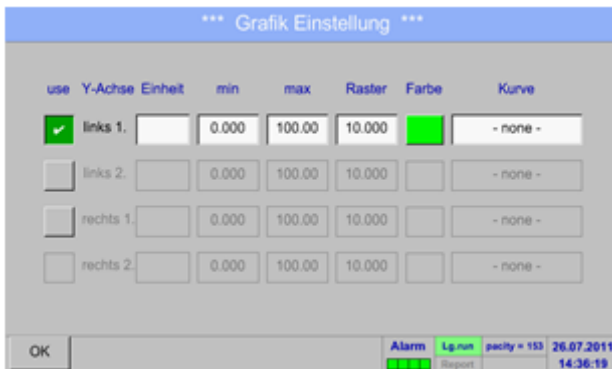 *** Grafik Einstellung ***
use Y-Achse Einheit min max Raster Farbe Kurve
links 1. 0.000 100.00 10.000 - none -
links 2. 0.000 100.00 10.000 - none -
rechts 1. 0.000 100.00 10.000 - none -
rechts 2. 0.000 100.00 10.000 - none -
OK Alarm Lg.run pacity = 153 26.07.2011
Report 14:36:19